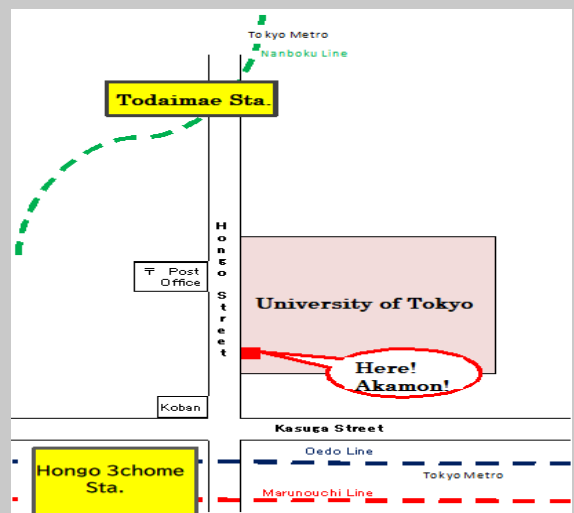 Tokyo Metro
Nanboku Line
Todaimae Sta.
Hongo Street
〒 Post
Office
University of Tokyo
Here!
Akamon!
Koban
Kasuga Street
Oedo Line
Hongo 3chome
Sta.
Tokyo Metro
Marunouchi Line